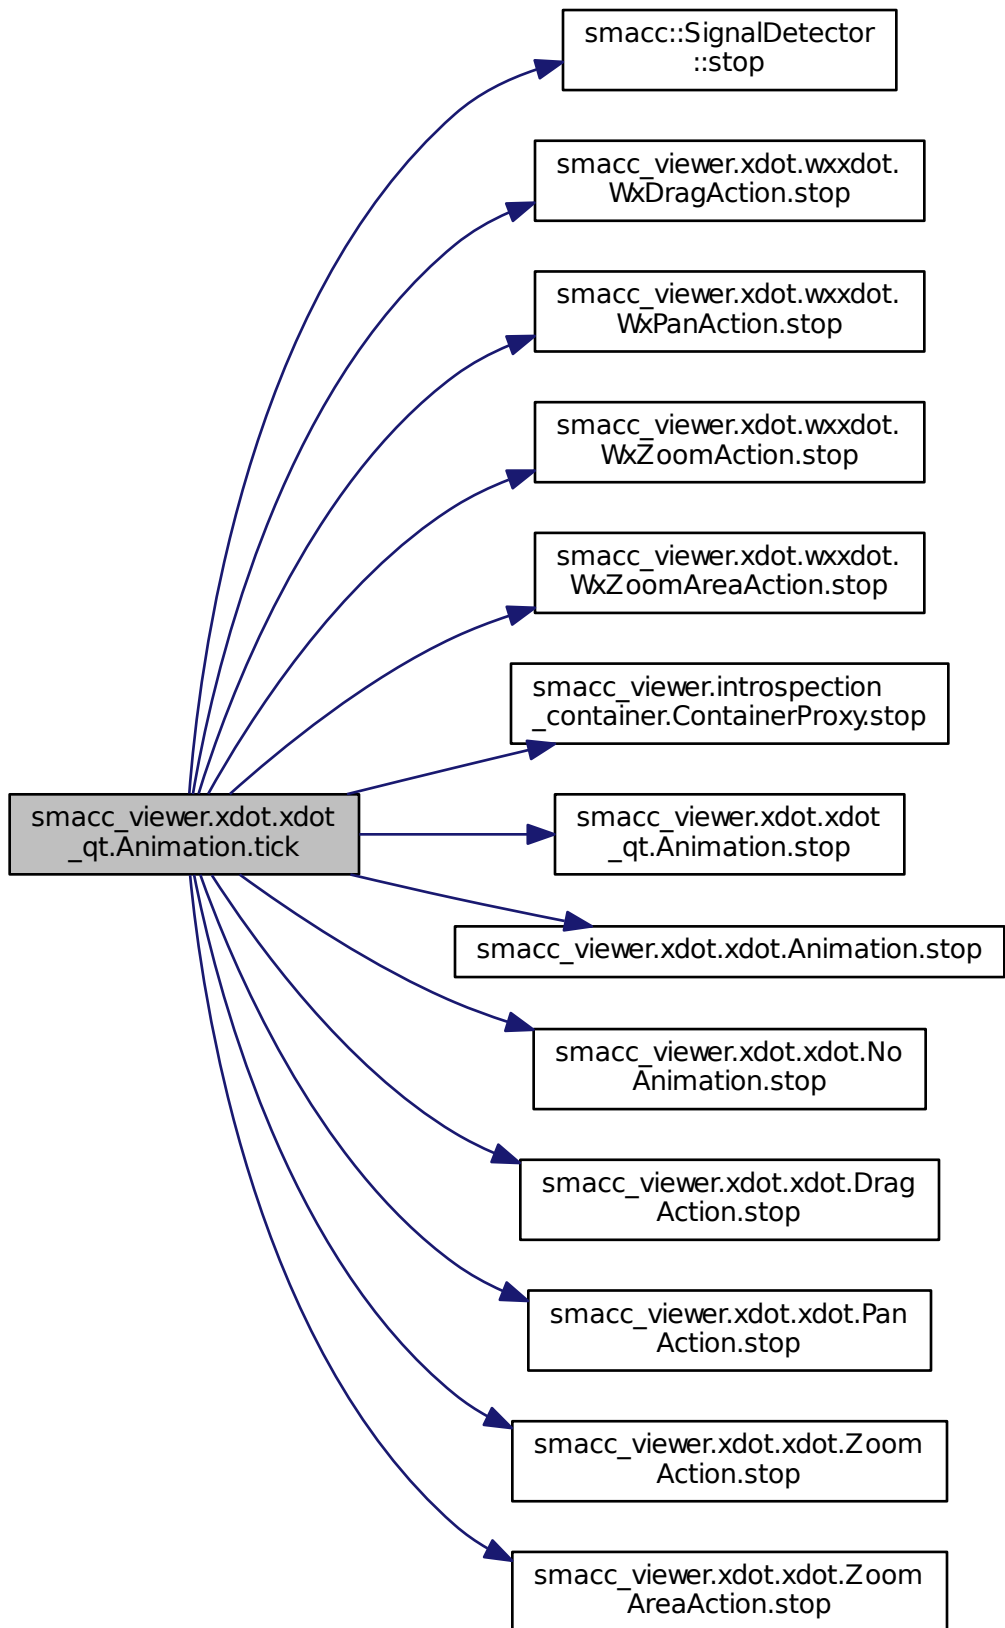 smacc::SignalDetector
::stop
smacc_viewer.xdot.wxxdot.
WxDragAction.stop
smacc_viewer.xdot.wxxdot.
WxPanAction.stop
smacc_viewer.xdot.wxxdot.
WxZoomAction.stop
smacc_viewer.xdot.wxxdot.
WxZoomAreaAction.stop
smacc_viewer.introspection
_container.ContainerProxy.stop
smacc_viewer.xdot.xdot
_qt.Animation.tick
smacc_viewer.xdot.xdot
_qt.Animation.stop
smacc_viewer.xdot.xdot.Animation.stop
smacc_viewer.xdot.xdot.No
Animation.stop
smacc_viewer.xdot.xdot.Drag
Action.stop
smacc_viewer.xdot.xdot.Pan
Action.stop
smacc_viewer.xdot.xdot.Zoom
Action.stop
smacc_viewer.xdot.xdot.Zoom
AreaAction.stop